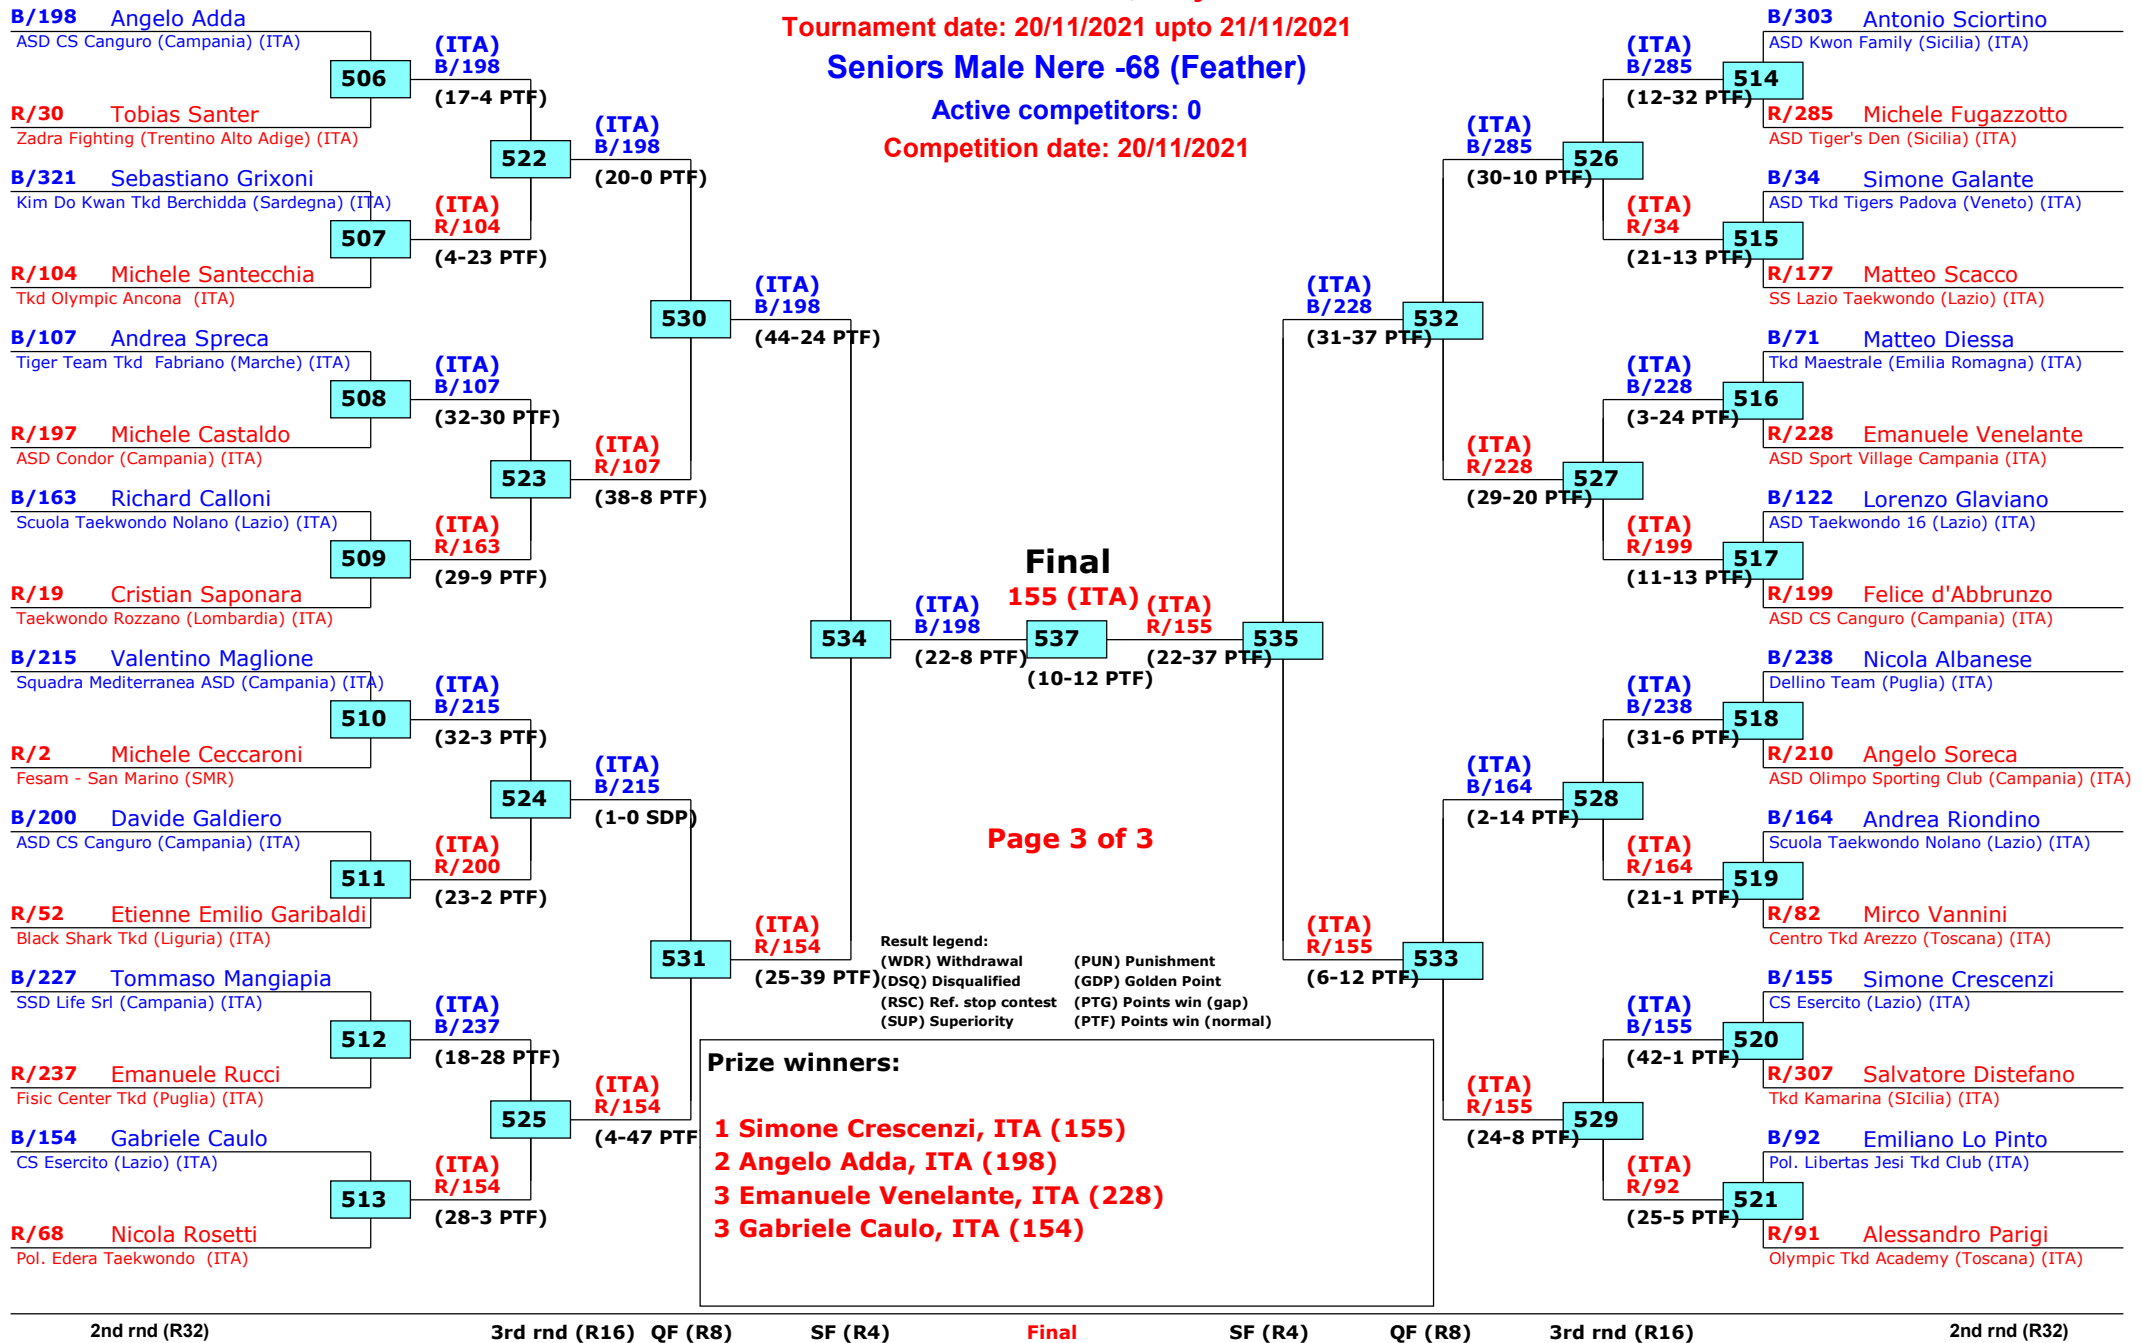 Tournament date: 20/11/2021 upto 21/11/2021
Seniors Male Nere -68 (Feather)
Active competitors: 0
Competition date: 20/11/2021
B/198 Angelo Adda
ASD CS Canguro (Campania) (ITA)
506
R/30 Tobias Santer
Zadra Fighting (Trentino Alto Adige) (ITA)
B/321 Sebastiano Grixoni
Kim Do Kwan Tkd Berchidda (Sardegna) (ITA)
507
R/104 Michele Santecchia
Tkd Olympic Ancona (ITA)
B/107 Andrea Spreca
Tiger Team Tkd Fabriano (Marche) (ITA)
508
R/197 Michele Castaldo
ASD Condor (Campania) (ITA)
B/163 Richard Calloni
Scuola Taekwondo Nolano (Lazio) (ITA)
509
R/19 Cristian Saponara
Taekwondo Rozzano (Lombardia) (ITA)
B/215 Valentino Maglione
Squadra Mediterranea ASD (Campania) (ITA)
510
R/2 Michele Ceccaroni
Fesam - San Marino (SMR)
B/200 Davide Galdiero
ASD CS Canguro (Campania) (ITA)
511
R/52 Etienne Emilio Garibaldi
Black Shark Tkd (Liguria) (ITA)
B/227 Tommaso Mangiapia
SSD Life Srl (Campania) (ITA)
512
R/237 Emanuele Rucci
Fisic Center Tkd (Puglia) (ITA)
B/154 Gabriele Caulo
CS Esercito (Lazio) (ITA)
513
R/68 Nicola Rosetti
Pol. Edera Taekwondo (ITA)
(ITA)
B/198
(17-4 PTF)
522
(ITA)
R/104
(4-23 PTF)
(ITA)
B/107
(32-30 PTF)
523
(ITA)
R/163
(29-9 PTF)
(ITA)
B/215
(32-3 PTF)
524
(ITA)
R/200
(23-2 PTF)
(ITA)
B/237
(18-28 PTF)
525
(ITA)
R/154
(28-3 PTF)
(ITA)
B/198
(20-0 PTF)
530
(ITA)
R/107
(38-8 PTF)
(ITA)
B/215
(1-0 SDP)
531
(ITA)
R/154
(4-47 PTF
(ITA)
B/198
(44-24 PTF)
534
(ITA)
R/154
(25-39 PTF)
(ITA)
B/198
(22-8 PTF)
Final
155 (ITA)
537
(10-12 PTF)
(ITA)
R/155
(22-37 PTF)
535
(ITA)
B/228
(31-37 PTF)
532
(ITA)
R/155
(6-12 PTF)
533
(ITA)
B/285
(30-10 PTF)
526
(ITA)
R/228
(29-20 PTF)
527
(ITA)
B/164
(2-14 PTF)
528
(ITA)
R/155
(24-8 PTF)
529
(ITA)
B/285
(12-32 PTF)
514
(ITA)
R/34
(21-13 PTF)
515
(ITA)
B/228
(3-24 PTF)
516
(ITA)
R/199
(11-13 PTF)
517
(ITA)
B/238
(31-6 PTF)
518
(ITA)
R/164
(21-1 PTF)
519
(ITA)
B/155
(42-1 PTF)
520
(ITA)
R/92
(25-5 PTF)
521
B/303 Antonio Sciortino
ASD Kwon Family (Sicilia) (ITA)
R/285 Michele Fugazzotto
ASD Tiger's Den (Sicilia) (ITA)
B/34 Simone Galante
ASD Tkd Tigers Padova (Veneto) (ITA)
R/177 Matteo Scacco
SS Lazio Taekwondo (Lazio) (ITA)
B/71 Matteo Diessa
Tkd Maestrale (Emilia Romagna) (ITA)
R/228 Emanuele Venelante
ASD Sport Village Campania (ITA)
B/122 Lorenzo Glaviano
ASD Taekwondo 16 (Lazio) (ITA)
R/199 Felice d'Abbrunzo
ASD CS Canguro (Campania) (ITA)
B/238 Nicola Albanese
Dellino Team (Puglia) (ITA)
R/210 Angelo Soreca
ASD Olimpo Sporting Club (Campania) (ITA)
B/164 Andrea Riondino
Scuola Taekwondo Nolano (Lazio) (ITA)
R/82 Mirco Vannini
Centro Tkd Arezzo (Toscana) (ITA)
B/155 Simone Crescenzi
CS Esercito (Lazio) (ITA)
R/307 Salvatore Distefano
Tkd Kamarina (SIcilia) (ITA)
B/92 Emiliano Lo Pinto
Pol. Libertas Jesi Tkd Club (ITA)
R/91 Alessandro Parigi
Olympic Tkd Academy (Toscana) (ITA)
Page 3 of 3
Result legend:
(WDR) Withdrawal (PUN) Punishment
(DSQ) Disqualified (GDP) Golden Point
(RSC) Ref. stop contest (PTG) Points win (gap)
(SUP) Superiority (PTF) Points win (normal)
Prize winners:
1 Simone Crescenzi, ITA (155)
2 Angelo Adda, ITA (198)
3 Emanuele Venelante, ITA (228)
3 Gabriele Caulo, ITA (154)
2nd rnd (R32) 3rd rnd (R16) QF (R8) SF (R4) Final SF (R4) QF (R8) 3rd rnd (R16) 2nd rnd (R32)